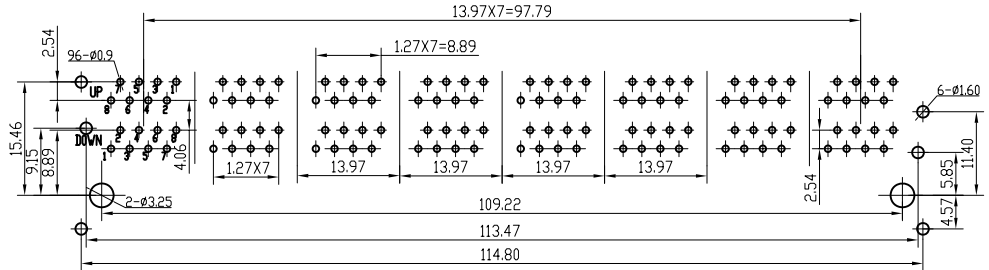 13.97X7=97.79
2.54
1.27X7=8.89
96-ø0.9
7 5 3 1
UP
8 6 4 2
6-ø1.60
15.46
9.15
8.89
2 4 6 8
DOWN
1 3 5 7
4.06
1.27X7
13.97
13.97
13.97
13.97
2.54
5.85
11.40
2-ø3.25
109.22
4.57
113.47
114.80